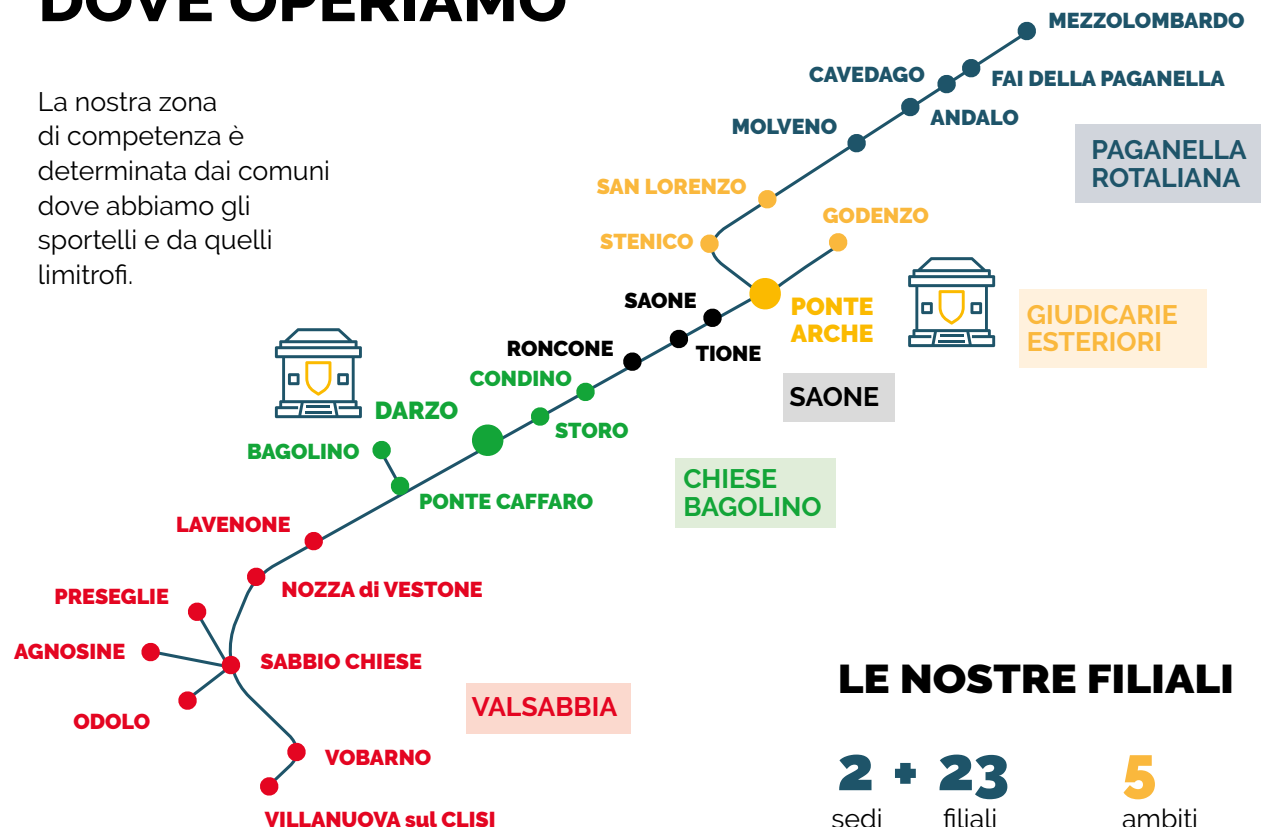 DOVE OPERIAMO
La nostra zona
di competenza è
determinata dai comuni
dove abbiamo gli
sportelli e da quelli
limitrofi.
MEZZOLOMBARDO
CAVEDAGO
FAI DELLA PAGANELLA
ANDALO
MOLVENO
PAGANELLA
ROTALIANA
SAN LORENZO
GODENZO
STENICO
SAONE
PONTE
ARCHE
GIUDICARIE
ESTERIORI
RONCONE
TIONE
CONDINO
SAONE
DARZO
STORO
BAGOLINO
CHIESE
BAGOLINO
PONTE CAFFARO
LAVENONE
NOZZA di VESTONE
PRESEGLIE
AGNOSINE
SABBIO CHIESE
ODOLO
VALSABBIA
VOBARNO
VILLANUOVA sul CLISI
LE NOSTRE FILIALI
2 + 23
5
sedi
filiali
ambiti